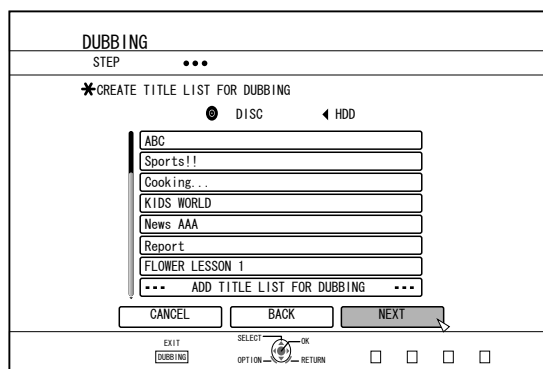 DUBBING
STEP
CREATE TITLE LIST FOR DUBBING
DISC HDD
ABC
Sports!!
Cooking...
KIDS WORLD
News AAA
Report
FLOWER LESSON 1
--- ADD TITLE LIST FOR DUBBING ---
CANCEL BACK NEXT
EXIT
DUBBING
SELECT
OK
OPTION
RETURN